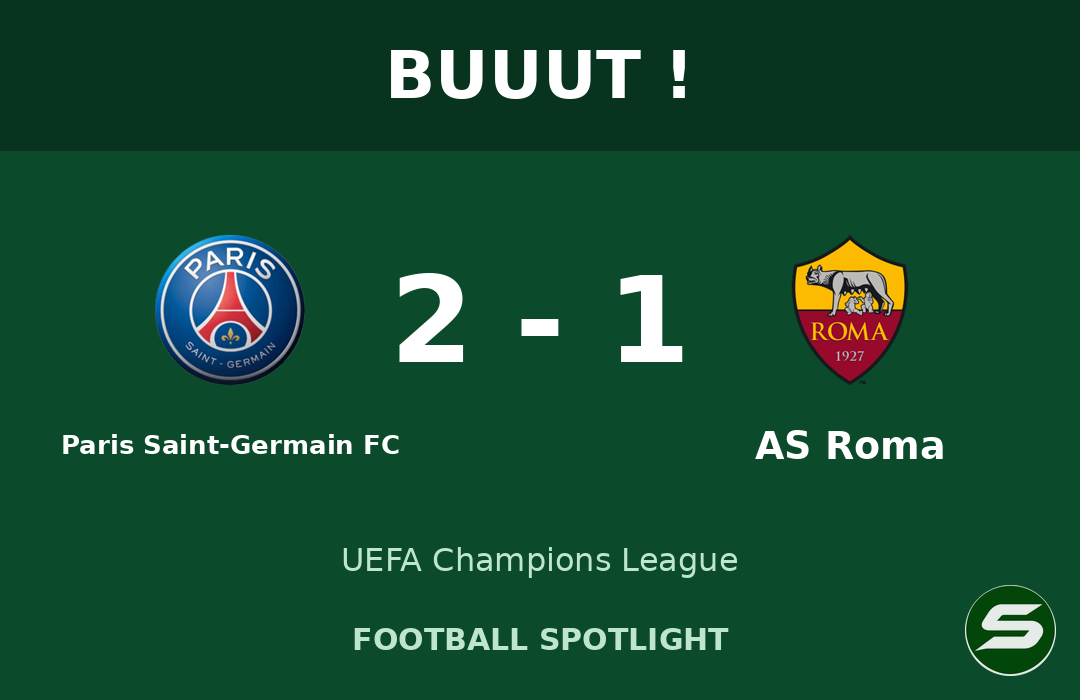 BUUUT !
PARIS
SAINT - GERMAIN
2 - 1
ROMA
1927
™
Paris Saint-Germain FC
AS Roma
UEFA Champions League
FOOTBALL SPOTLIGHT
S